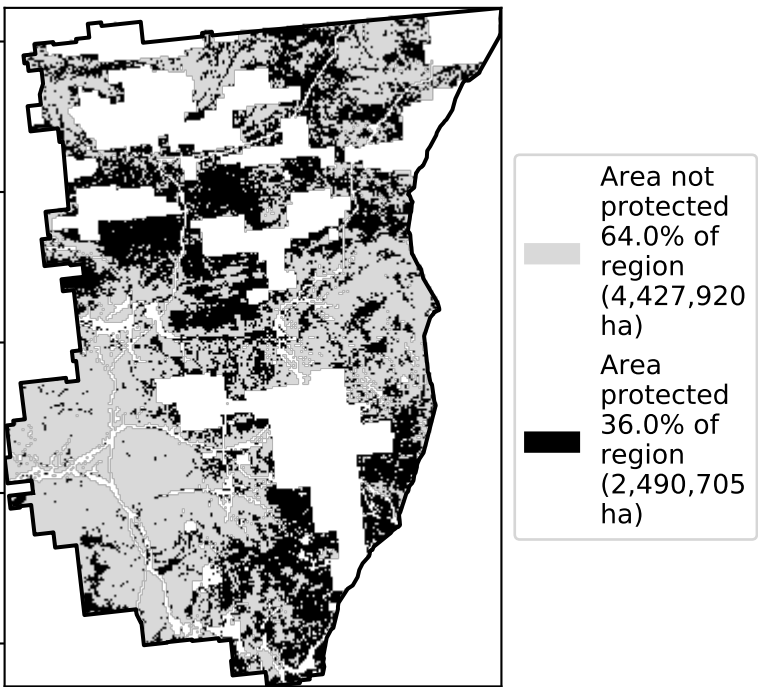 Area not
protected
64.0% of
region
(4,427,920
ha)
Area
protected
36.0% of
region
(2,490,705
ha)